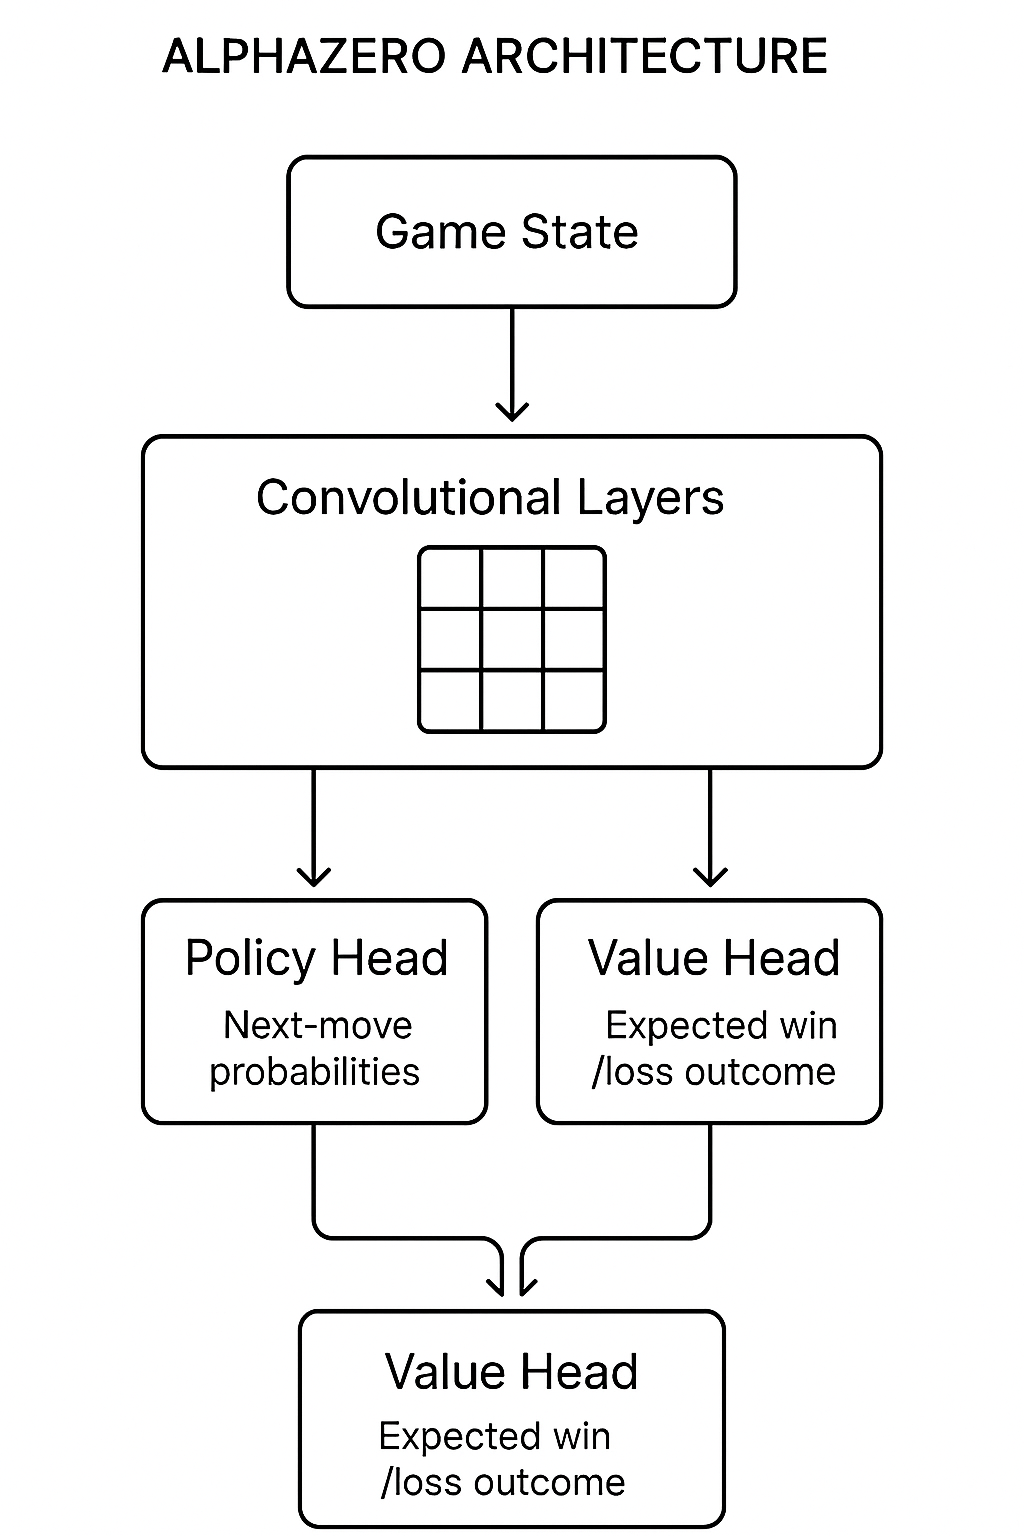 ALPHAZERO ARCHITECTURE
Game State
Convolutional Layers
Policy Head
Next-move
probabilities
Value Head
Expected win
/loss outcome
Value Head
Expected win
/loss outcome